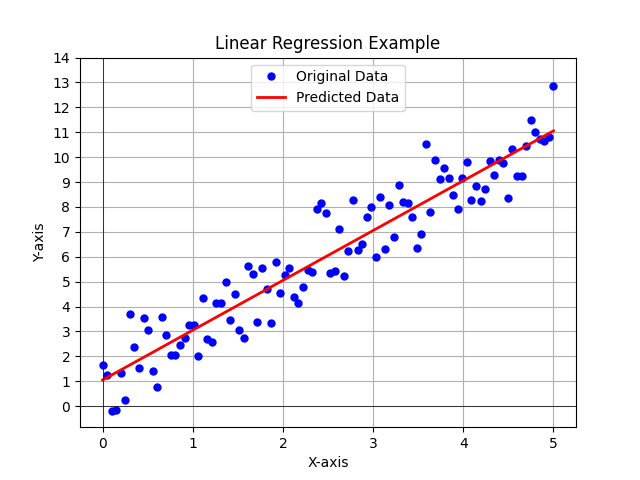 Linear Regression Example
Original Data
Predicted Data
14
13
12
11
10
9
8
7
6
5
4
3
2
1
0
Y-axis
0 1 2 3 4 5
X-axis